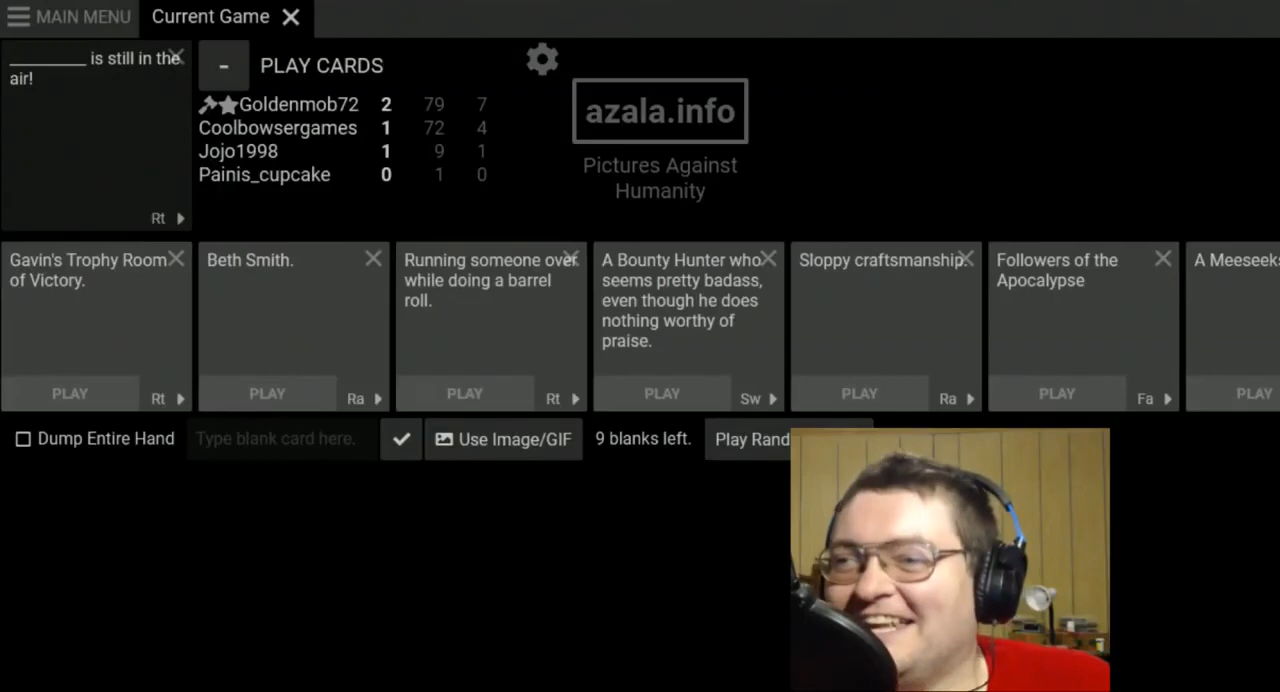 MAIN MENU
Current Game
_________ is still in the
air!
Rt
-
PLAY CARDS
Goldenmob72 2 79 7
Coolbowsergames 1 72 4
Jojo1998 1 9 1
Painis_cupcake 0 1 0
azala.info
Pictures Against
Humanity
Gavin's Trophy Room
of Victory.
PLAY
Rt
Beth Smith.
PLAY
Ra
Running someone over
while doing a barrel
roll.
PLAY
Rt
A Bounty Hunter who
seems pretty badass,
even though he does
nothing worthy of
praise.
PLAY
Sw
Sloppy craftsmanship.
PLAY
Ra
Followers of the
Apocalypse
PLAY
Fa
A Meeseeks
PLAY
Dump Entire Hand
Type blank card here.
Use Image/GIF
9 blanks left.
Play Rand